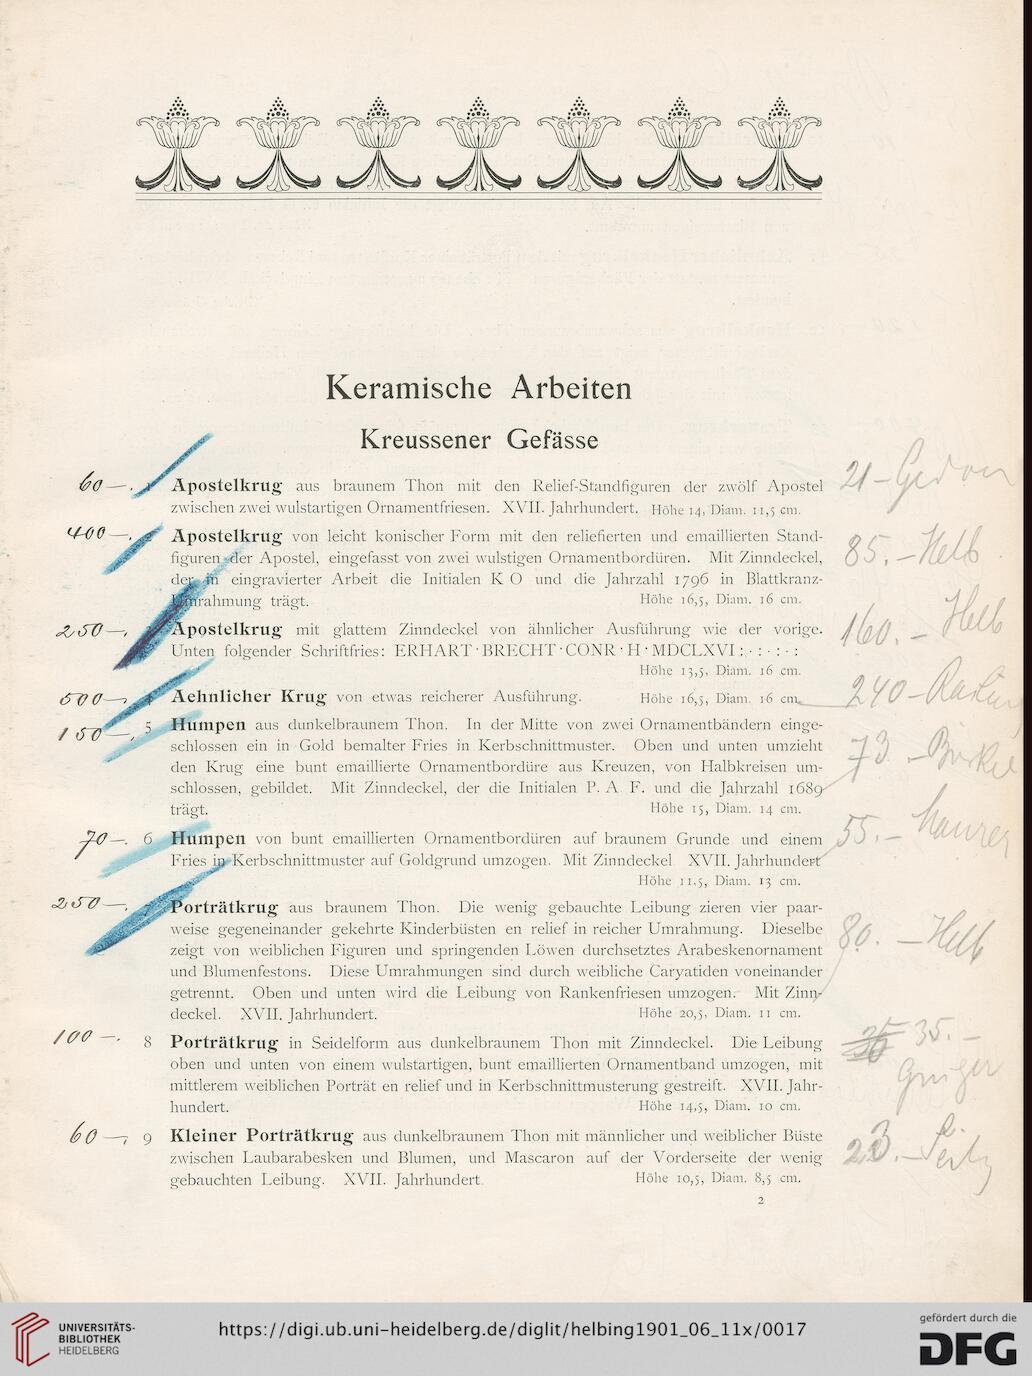 Keramische Arbeiten
Kreussener Gefässe
60 —. 1 Apostelkrug aus braunem Thon mit den Relief-Standfiguren der zwölf Apostel 21 –
zwischen zwei wulstartigen Ornamentfriesen. XVII. Jahrhundert. Höhe 14, Diam. 11,5 cm.
400 —. 2 Apostelkrug von leicht konischer Form mit den reliefierten und emaillierten Stand- 85. – Helb
figuren der Apostel, eingefasst von zwei wulstigen Ornamentbordüren. Mit Zinndeckel,
der in eingravierter Arbeit die Initialen K O und die Jahrzahl 1796 in Blattkranz-
Umrahmung trägt. Höhe 16,5, Diam. 16 cm.
250 —, 3 Apostelkrug mit glattem Zinndeckel von ähnlicher Ausführung wie der vorige. 160. – Helb
Unten folgender Schriftfries: ERHART · BRECHT · CONR · H · MDCLXVI : · : · : · :
Höhe 13,5, Diam. 16 cm.
500 —, 4 Aehnlicher Krug von etwas reicherer Ausführung. Höhe 16,5, Diam. 16 cm. 240 –
150 —, 5 Humpen aus dunkelbraunem Thon. In der Mitte von zwei Ornamentbändern einge-
schlossen ein in Gold bemalter Fries in Kerbschnittmuster. Oben und unten umzieht 73. –
den Krug eine bunt emaillierte Ornamentbordüre aus Kreuzen, von Halbkreisen um-
schlossen, gebildet. Mit Zinndeckel, der die Initialen P. A F. und die Jahrzahl 1689
trägt. Höhe 15, Diam. 14 cm.
70 —. 6 Humpen von bunt emaillierten Ornamentbordüren auf braunem Grunde und einem 55. – Maurer
Fries in Kerbschnittmuster auf Goldgrund umzogen. Mit Zinndeckel XVII. Jahrhundert
Höhe 11,5, Diam. 13 cm.
250 —. 7 Porträtkrug aus braunem Thon. Die wenig gebauchte Leibung zieren vier paar-
weise gegeneinander gekehrte Kinderbüsten en relief in reicher Umrahmung. Dieselbe 80. – Helb
zeigt von weiblichen Figuren und springenden Löwen durchsetztes Arabeskenornament
und Blumenfestons. Diese Umrahmungen sind durch weibliche Caryatiden voneinander
getrennt. Oben und unten wird die Leibung von Rankenfriesen umzogen. Mit Zinn-
deckel. XVII. Jahrhundert. Höhe 20,5, Diam. 11 cm.
100 —. 8 Porträtkrug in Seidelform aus dunkelbraunem Thon mit Zinndeckel. Die Leibung 35. –
oben und unten von einem wulstartigen, bunt emaillierten Ornamentband umzogen, mit
mittlerem weiblichen Porträt en relief und in Kerbschnittmusterung gestreift. XVII. Jahr-
hundert. Höhe 14,5, Diam. 10 cm.
60 —, 9 Kleiner Porträtkrug aus dunkelbraunem Thon mit männlicher und weiblicher Büste
zwischen Laubarabesken und Blumen, und Mascaron auf der Vorderseite der wenig 23. –
gebauchten Leibung. XVII. Jahrhundert. Höhe 10,5, Diam. 8,5 cm.
2
UNIVERSITÄTS-
BIBLIOTHEK
HEIDELBERG
https://digi.ub.uni-heidelberg.de/diglit/helbing1901_06_11x/0017
gefördert durch die
DFG